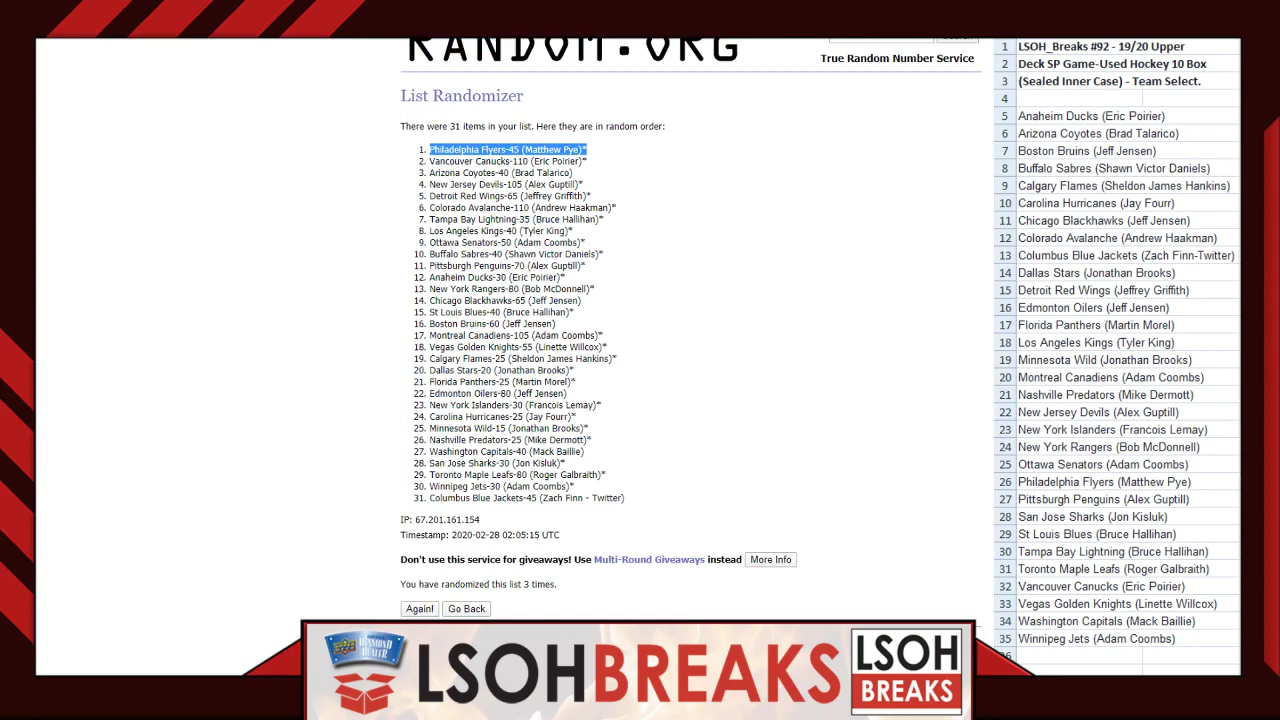 RANDOM.ORG
Search
True Random Number Service
List Randomizer
There were 31 items in your list. Here they are in random order:
1. Philadelphia Flyers-45 (Matthew Pye)*
2. Vancouver Canucks-110 (Eric Poirier)*
3. Arizona Coyotes-40 (Brad Talarico)
4. New Jersey Devils-105 (Alex Guptill)*
5. Detroit Red Wings-65 (Jeffrey Griffith)*
6. Colorado Avalanche-110 (Andrew Haakman)*
7. Tampa Bay Lightning-35 (Bruce Hallihan)*
8. Los Angeles Kings-40 (Tyler King)*
9. Ottawa Senators-50 (Adam Coombs)*
10. Buffalo Sabres-40 (Shawn Victor Daniels)*
11. Pittsburgh Penguins-70 (Alex Guptill)*
12. Anaheim Ducks-30 (Eric Poirier)*
13. New York Rangers-80 (Bob McDonnell)*
14. Chicago Blackhawks-65 (Jeff Jensen)
15. St Louis Blues-40 (Bruce Hallihan)*
16. Boston Bruins-60 (Jeff Jensen)
17. Montreal Canadiens-105 (Adam Coombs)*
18. Vegas Golden Knights-55 (Linette Willcox)*
19. Calgary Flames-25 (Sheldon James Hankins)*
20. Dallas Stars-20 (Jonathan Brooks)*
21. Florida Panthers-25 (Martin Morel)*
22. Edmonton Oilers-80 (Jeff Jensen)
23. New York Islanders-30 (Francois Lemay)*
24. Carolina Hurricanes-25 (Jay Fourr)*
25. Minnesota Wild-15 (Jonathan Brooks)*
26. Nashville Predators-25 (Mike Dermott)*
27. Washington Capitals-40 (Mack Baillie)
28. San Jose Sharks-30 (Jon Kisluk)*
29. Toronto Maple Leafs-80 (Roger Galbraith)*
30. Winnipeg Jets-30 (Adam Coombs)*
31. Columbus Blue Jackets-45 (Zach Finn - Twitter)
IP: 67.201.161.154
Timestamp: 2020-02-28 02:05:15 UTC
Don't use this service for giveaways! Use Multi-Round Giveaways instead More Info
You have randomized this list 3 times.
Again! Go Back
1 LSOH_Breaks #92 - 19/20 Upper
2 Deck SP Game-Used Hockey 10 Box
3 (Sealed Inner Case) - Team Select.
4
5 Anaheim Ducks (Eric Poirier)
6 Arizona Coyotes (Brad Talarico)
7 Boston Bruins (Jeff Jensen)
8 Buffalo Sabres (Shawn Victor Daniels)
9 Calgary Flames (Sheldon James Hankins)
10 Carolina Hurricanes (Jay Fourr)
11 Chicago Blackhawks (Jeff Jensen)
12 Colorado Avalanche (Andrew Haakman)
13 Columbus Blue Jackets (Zach Finn-Twitter)
14 Dallas Stars (Jonathan Brooks)
15 Detroit Red Wings (Jeffrey Griffith)
16 Edmonton Oilers (Jeff Jensen)
17 Florida Panthers (Martin Morel)
18 Los Angeles Kings (Tyler King)
19 Minnesota Wild (Jonathan Brooks)
20 Montreal Canadiens (Adam Coombs)
21 Nashville Predators (Mike Dermott)
22 New Jersey Devils (Alex Guptill)
23 New York Islanders (Francois Lemay)
24 New York Rangers (Bob McDonnell)
25 Ottawa Senators (Adam Coombs)
26 Philadelphia Flyers (Matthew Pye)
27 Pittsburgh Penguins (Alex Guptill)
28 San Jose Sharks (Jon Kisluk)
29 St Louis Blues (Bruce Hallihan)
30 Tampa Bay Lightning (Bruce Hallihan)
31 Toronto Maple Leafs (Roger Galbraith)
32 Vancouver Canucks (Eric Poirier)
33 Vegas Golden Knights (Linette Willcox)
34 Washington Capitals (Mack Baillie)
35 Winnipeg Jets (Adam Coombs)
36
DIAMOND
DEALER
LSOHBREAKS
LSOH
BREAKS